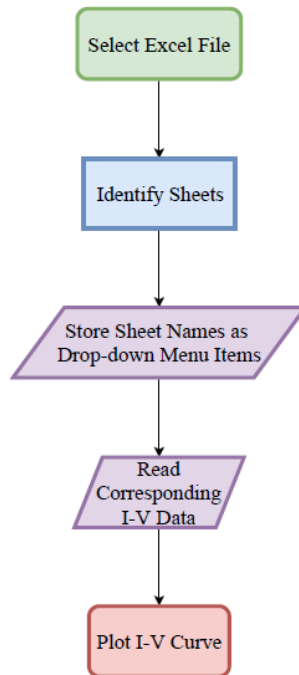 Select Excel File
Identify Sheets
Store Sheet Names as
Drop-down Menu Items
Read
Corresponding
I-V Data
Plot I-V Curve